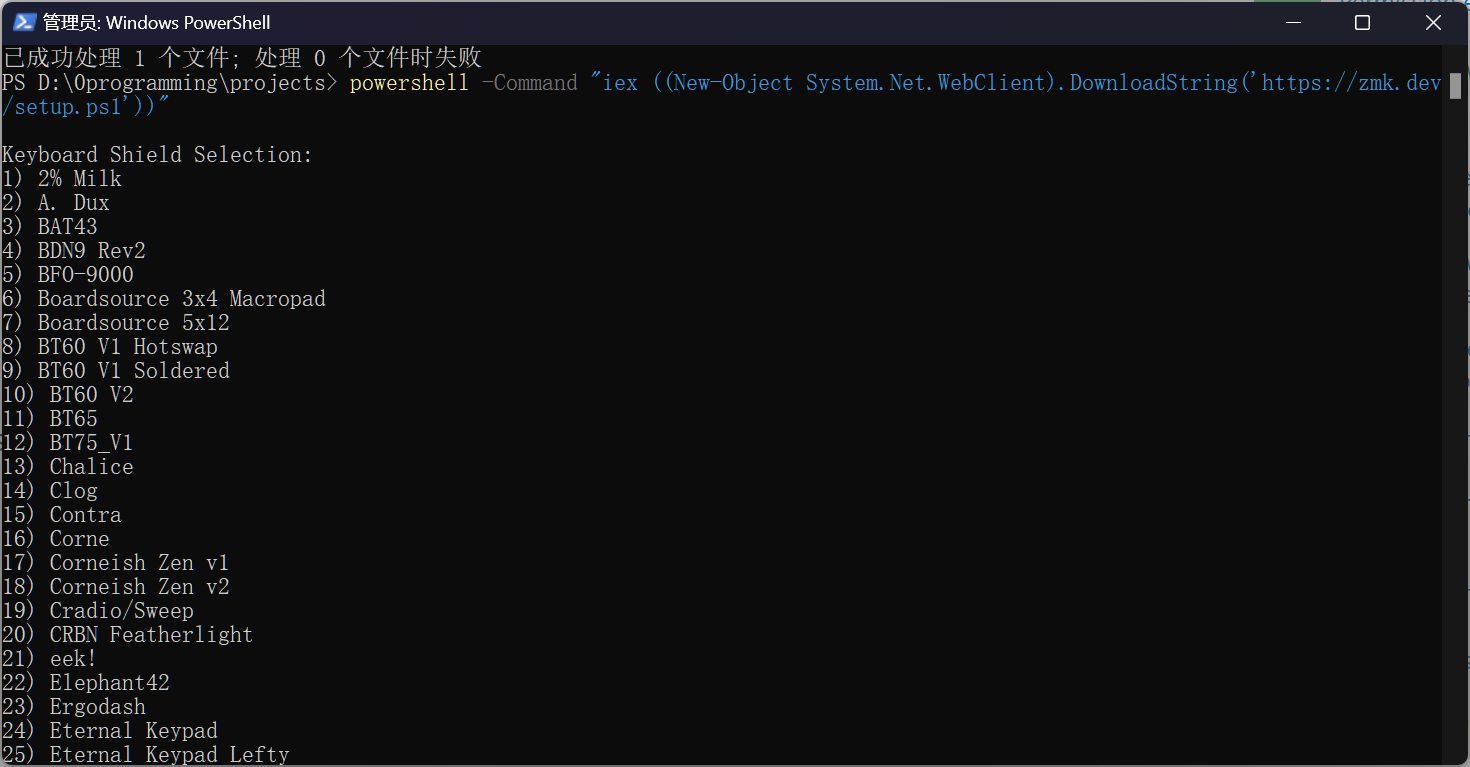 管理员: Windows PowerShell
已成功处理 1 个文件; 处理 0 个文件时失败
PS D:\0programming\projects> powershell -Command "iex ((New-Object System.Net.WebClient).DownloadString('https://zmk.dev
/setup.ps1'))"
Keyboard Shield Selection:
1) 2% Milk
2) A. Dux
3) BAT43
4) BDN9 Rev2
5) BFO-9000
6) Boardsource 3x4 Macropad
7) Boardsource 5x12
8) BT60 V1 Hotswap
9) BT60 V1 Soldered
10) BT60 V2
11) BT65
12) BT75_V1
13) Chalice
14) Clog
15) Contra
16) Corne
17) Corneish Zen v1
18) Corneish Zen v2
19) Cradio/Sweep
20) CRBN Featherlight
21) eek!
22) Elephant42
23) Ergodash
24) Eternal Keypad
25) Eternal Keypad Lefty